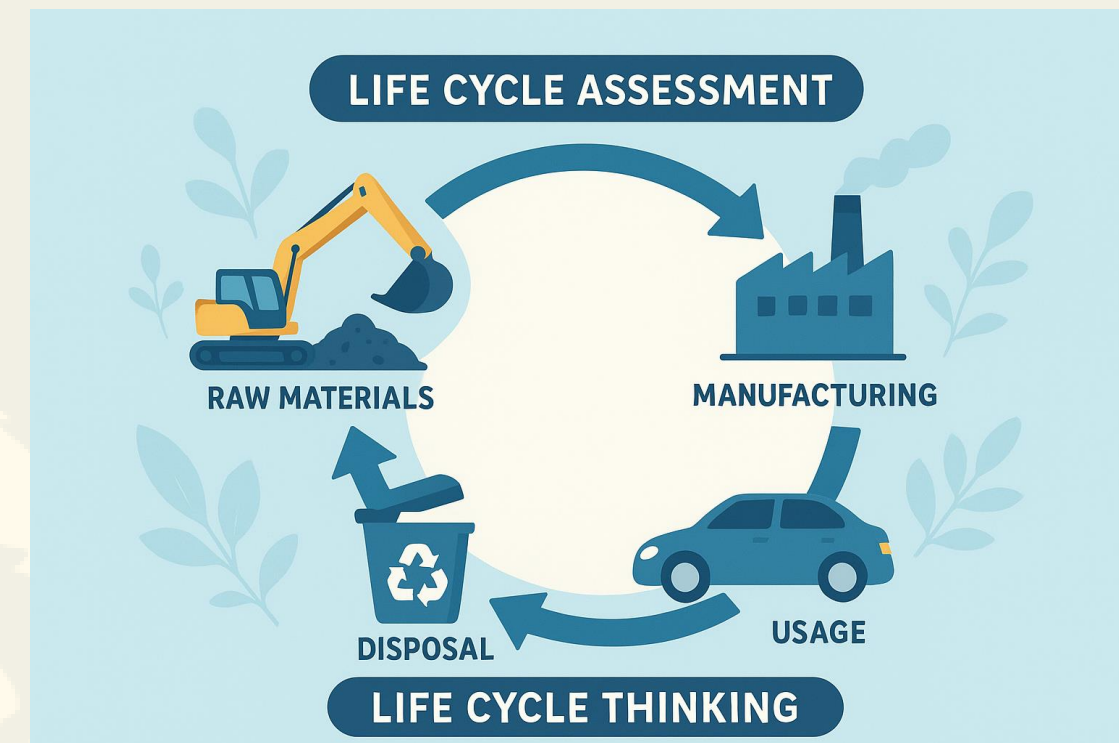 LIFE CYCLE ASSESSMENT
RAW MATERIALS
MANUFACTURING
USAGE
DISPOSAL
LIFE CYCLE THINKING